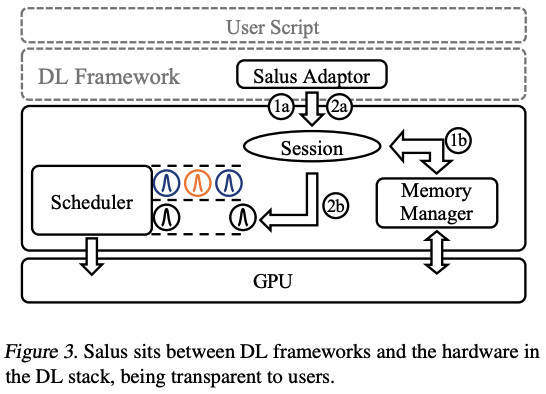 User Script
DL Framework
Salus Adaptor
1a
2a
Session
1b
Scheduler
Memory
Manager
2b
GPU
Figure 3. Salus sits between DL frameworks and the hardware in
the DL stack, being transparent to users.